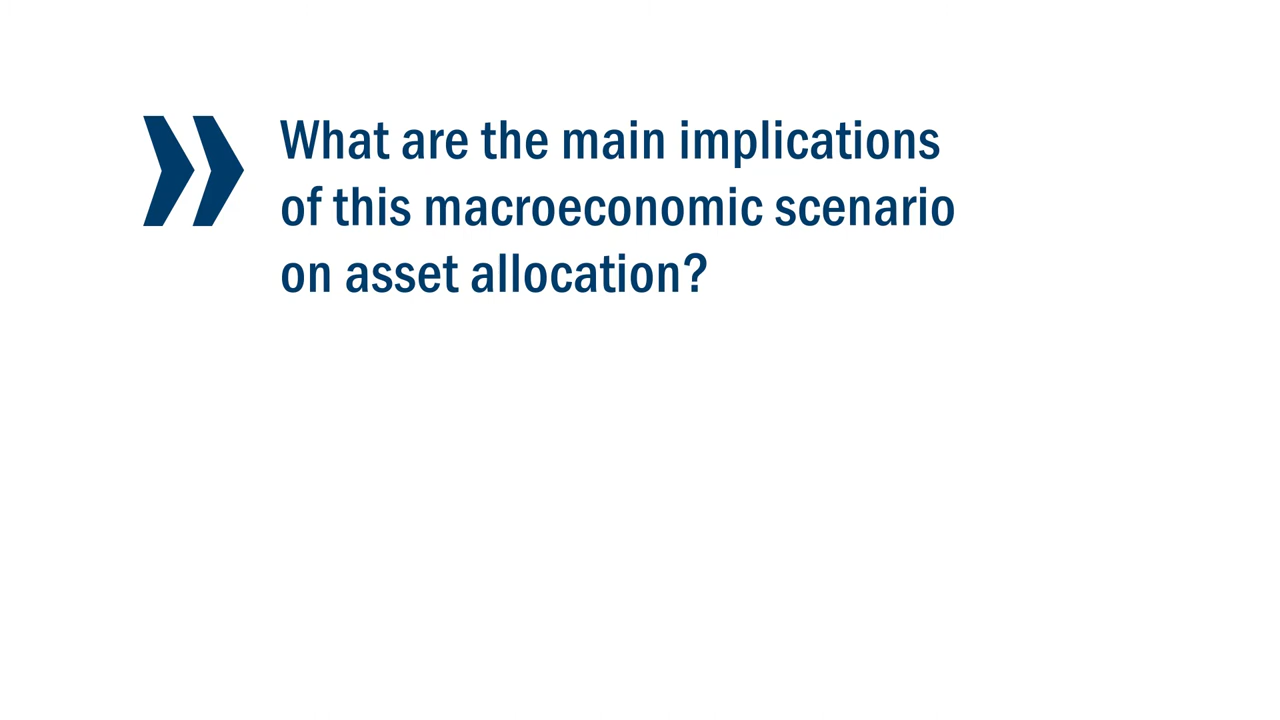 What are the main implications
of this macroeconomic scenario
on asset allocation?